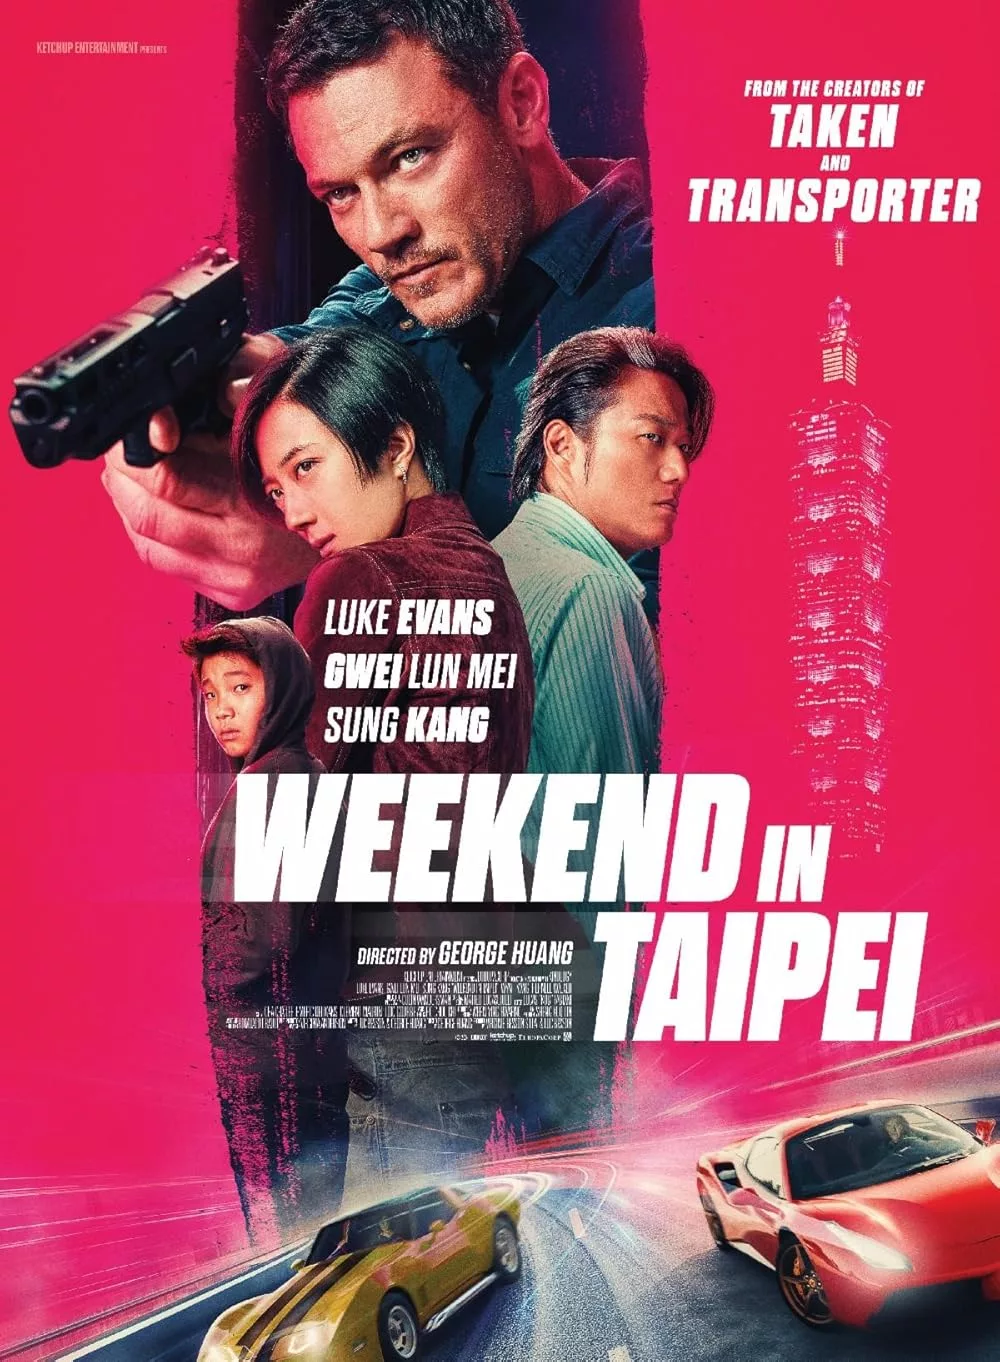 KETCHUP ENTERTAINMENT PRESENTS
FROM THE CREATORS OF
TAKEN
AND
TRANSPORTER
LUKE EVANS
GWEI LUN MEI
SUNG KANG
WEEKEND IN
TAIPEI
DIRECTED BY GEORGE HUANG
EUROPACORP